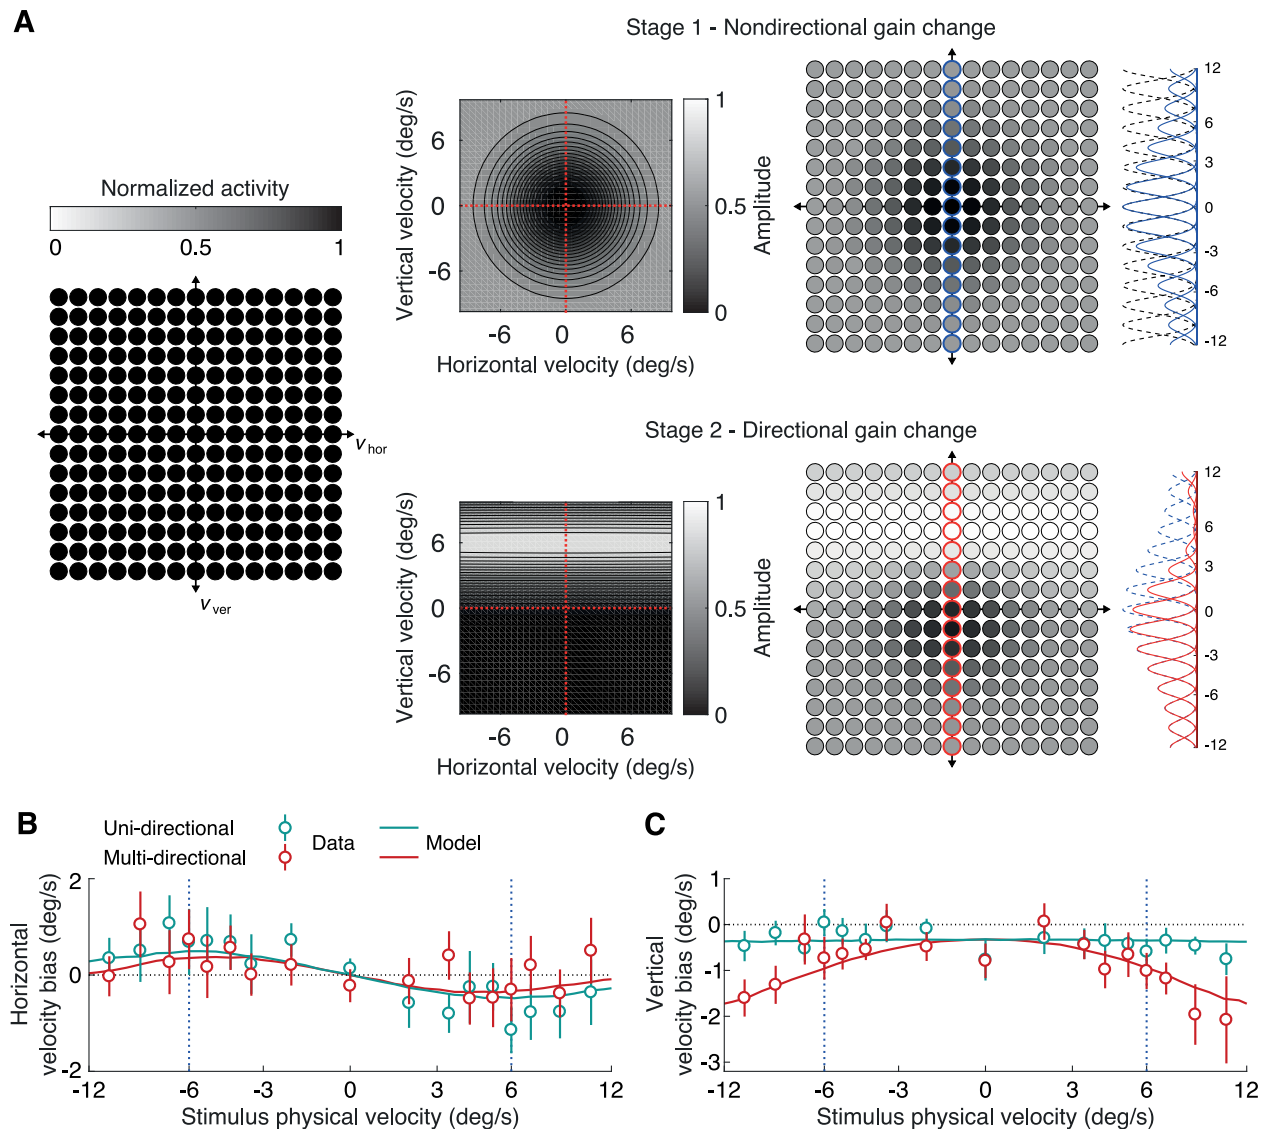 A
Stage 1 - Nondirectional gain change
Normalized activity
0 0.5 1
v hor
v ver
Vertical velocity (deg/s)
6
0
-6
-6 0 6
Horizontal velocity (deg/s)
1
0.5
0
Amplitude
12
6
3
0
-3
-6
-12
Stage 2 - Directional gain change
Vertical velocity (deg/s)
6
0
-6
-6 0 6
Horizontal velocity (deg/s)
1
0.5
0
Amplitude
12
6
3
0
-3
-6
-12
B
Uni-directional
Multi-directional
Data
Model
Horizontal
velocity bias (deg/s)
2
0
-2
-12 -6 -3 0 3 6 12
Stimulus physical velocity (deg/s)
C
Vertical
velocity bias (deg/s)
1
0
-1
-2
-3
-12 -6 -3 0 3 6 12
Stimulus physical velocity (deg/s)